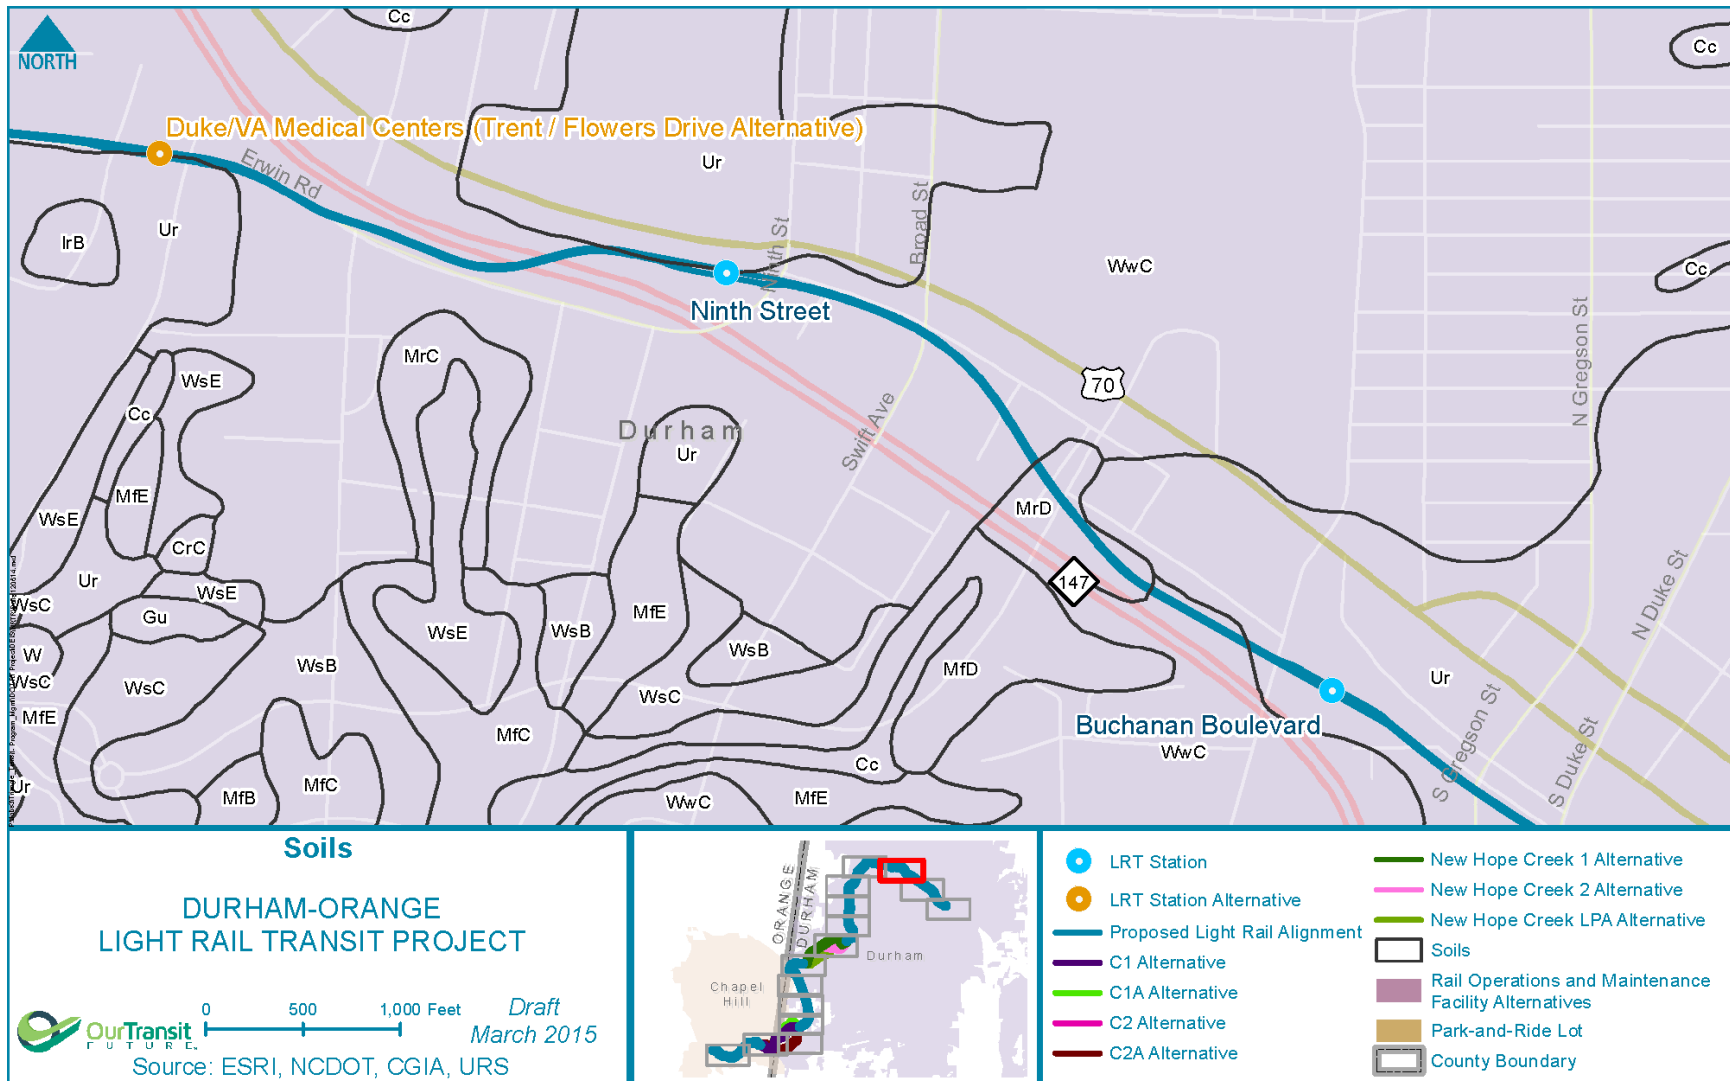 Cc
NORTH
Cc
Duke/VA Medical Centers (Trent / Flowers Drive Alternative)
Erwin Rd
Ur
IrB
Ur
Broad St
Ninth St
WwC
Cc
Ninth Street
N Gregson St
MrC
WsE
70
Cc
Swift Ave
Durham
Ur
MfE
MrD
WsE
CrC
147
Ur
WsE
WsC
Gu
N Duke St
MfE
WsE
WsB
W
WsB
WsB
MfD
Ur
WsC
WsC
WsC
S Gregson St
MfE
Buchanan Boulevard
MfC
WwC
S Duke St
Cc
Ur
MfB
MfC
WwC
MfE
Soils
DURHAM-ORANGE
LIGHT RAIL TRANSIT PROJECT
0 500 1,000 Feet
Draft
March 2015
OurTransit
FUTURE
Source: ESRI, NCDOT, CGIA, URS
ORANGE
DURHAM
Durham
Chapel
Hill
LRT Station
LRT Station Alternative
Proposed Light Rail Alignment
C1 Alternative
C1A Alternative
C2 Alternative
C2A Alternative
New Hope Creek 1 Alternative
New Hope Creek 2 Alternative
New Hope Creek LPA Alternative
Soils
Rail Operations and Maintenance
Facility Alternatives
Park-and-Ride Lot
County Boundary